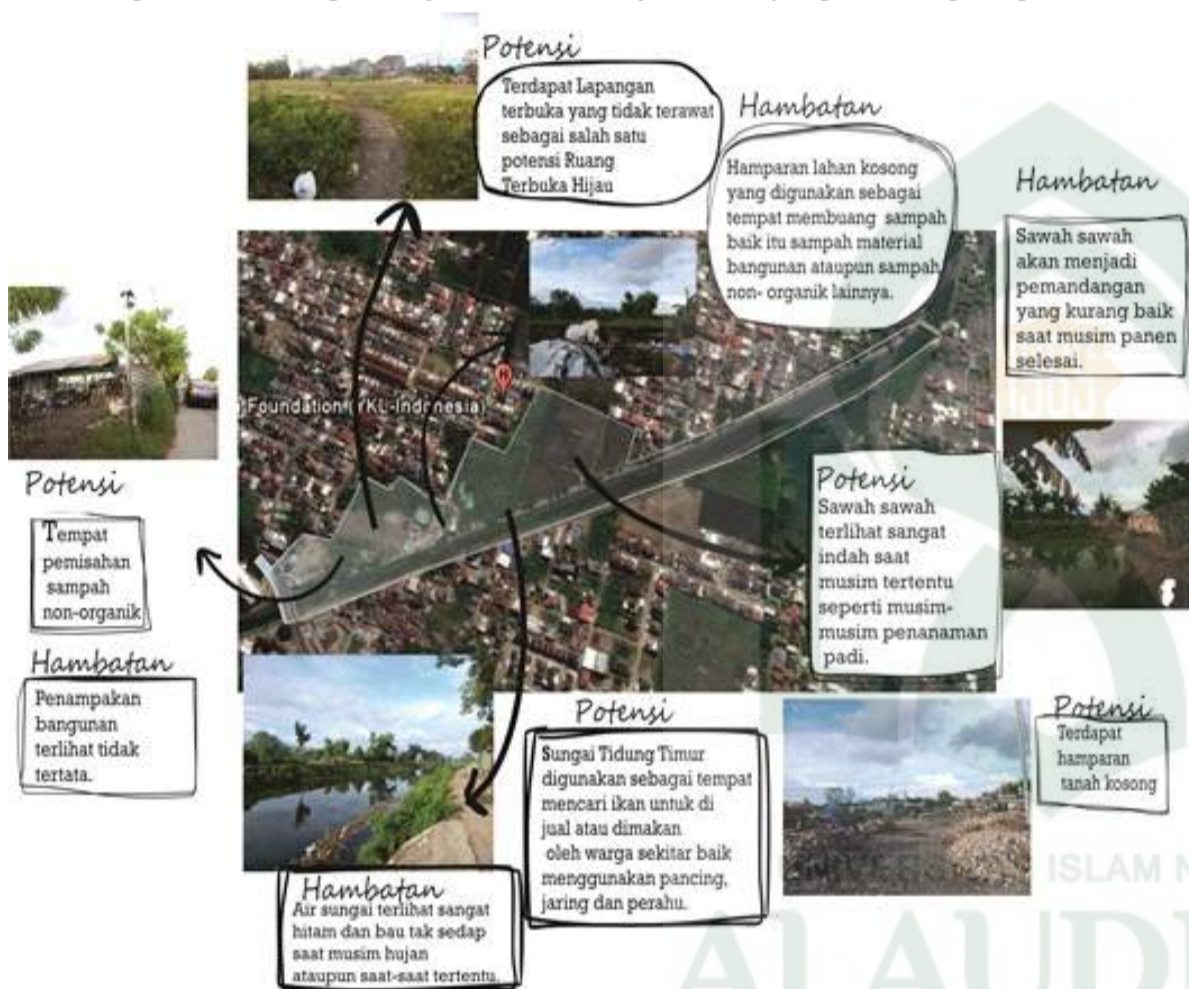 Potensi
Terdapat Lapangan
terbuka yang tidak terawat
sebagai salah satu
potensi Ruang
Terbuka Hijau
Hambatan
Hamparan lahan kosong
yang digunakan sebagai
tempat membuang sampah
baik itu sampah material
bangunan ataupun sampah
non- organik lainnya.
Hambatan
Sawah sawah
akan menjadi
pemandangan
yang kurang baik
saat musim panen
selesai.
Foundation (YKL-Indonesia)
Potensi
Tempat
pemisahan
sampah
non-organik
Hambatan
Penampakan
bangunan
terlihat tidak
tertata.
Potensi
Sawah sawah
terlihat sangat
indah saat
musim tertentu
seperti musim-
musim penanaman
padi.
Potensi
Sungai Tidung Timur
digunakan sebagai tempat
mencari ikan untuk di
jual atau dimakan
oleh warga sekitar baik
menggunakan pancing,
jaring dan perahu.
Potensi
Terdapat
hamparan
tanah kosong
Hambatan
Air sungai terlihat sangat
hitam dan bau tak sedap
saat musim hujan
ataupun saat-saat tertentu.
ISLAM N
ALAUD